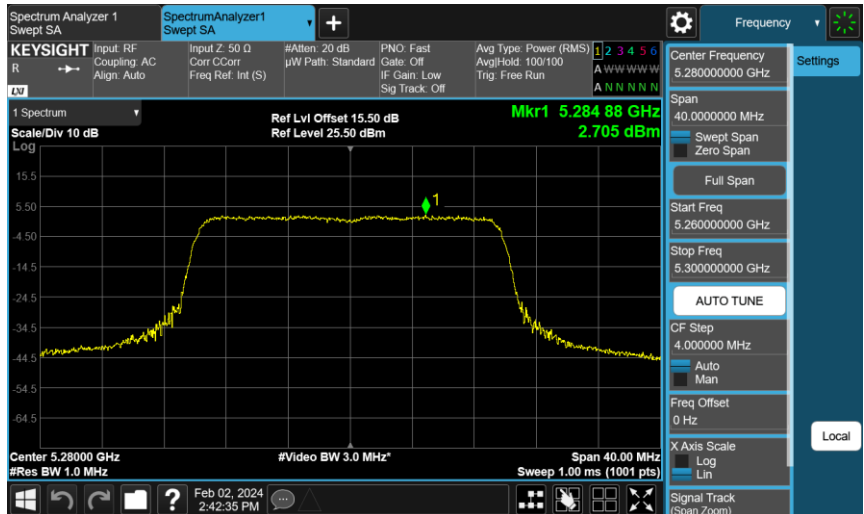 Spectrum Analyzer 1
Swept SA
SpectrumAnalyzer1
Swept SA
Frequency
KEYSIGHT
R
LXI
Input: RF
Coupling: AC
Align: Auto
Input Z: 50 Ω
Corr CCorr
Freq Ref: Int (S)
#Atten: 20 dB
µW Path: Standard
PNO: Fast
Gate: Off
IF Gain: Low
Sig Track: Off
Avg Type: Power (RMS)
Avg|Hold: 100/100
Trig: Free Run
1 2 3 4 5 6
A W W W W W
A N N N N N
1 Spectrum
Scale/Div 10 dB
Log
Ref Lvl Offset 15.50 dB
Ref Level 25.50 dBm
Mkr1 5.284 88 GHz
2.705 dBm
15.5
5.50
-4.50
-14.5
-24.5
-34.5
-44.5
-54.5
-64.5
1
Center 5.28000 GHz
#Res BW 1.0 MHz
#Video BW 3.0 MHz*
Span 40.00 MHz
Sweep 1.00 ms (1001 pts)
Center Frequency
5.280000000 GHz
Span
40.0000000 MHz
Swept Span
Zero Span
Full Span
Start Freq
5.260000000 GHz
Stop Freq
5.300000000 GHz
AUTO TUNE
CF Step
4.000000 MHz
Auto
Man
Freq Offset
0 Hz
X Axis Scale
Log
Lin
Signal Track
(Span Zoom)
Settings
Local
?
Feb 02, 2024
2:42:35 PM